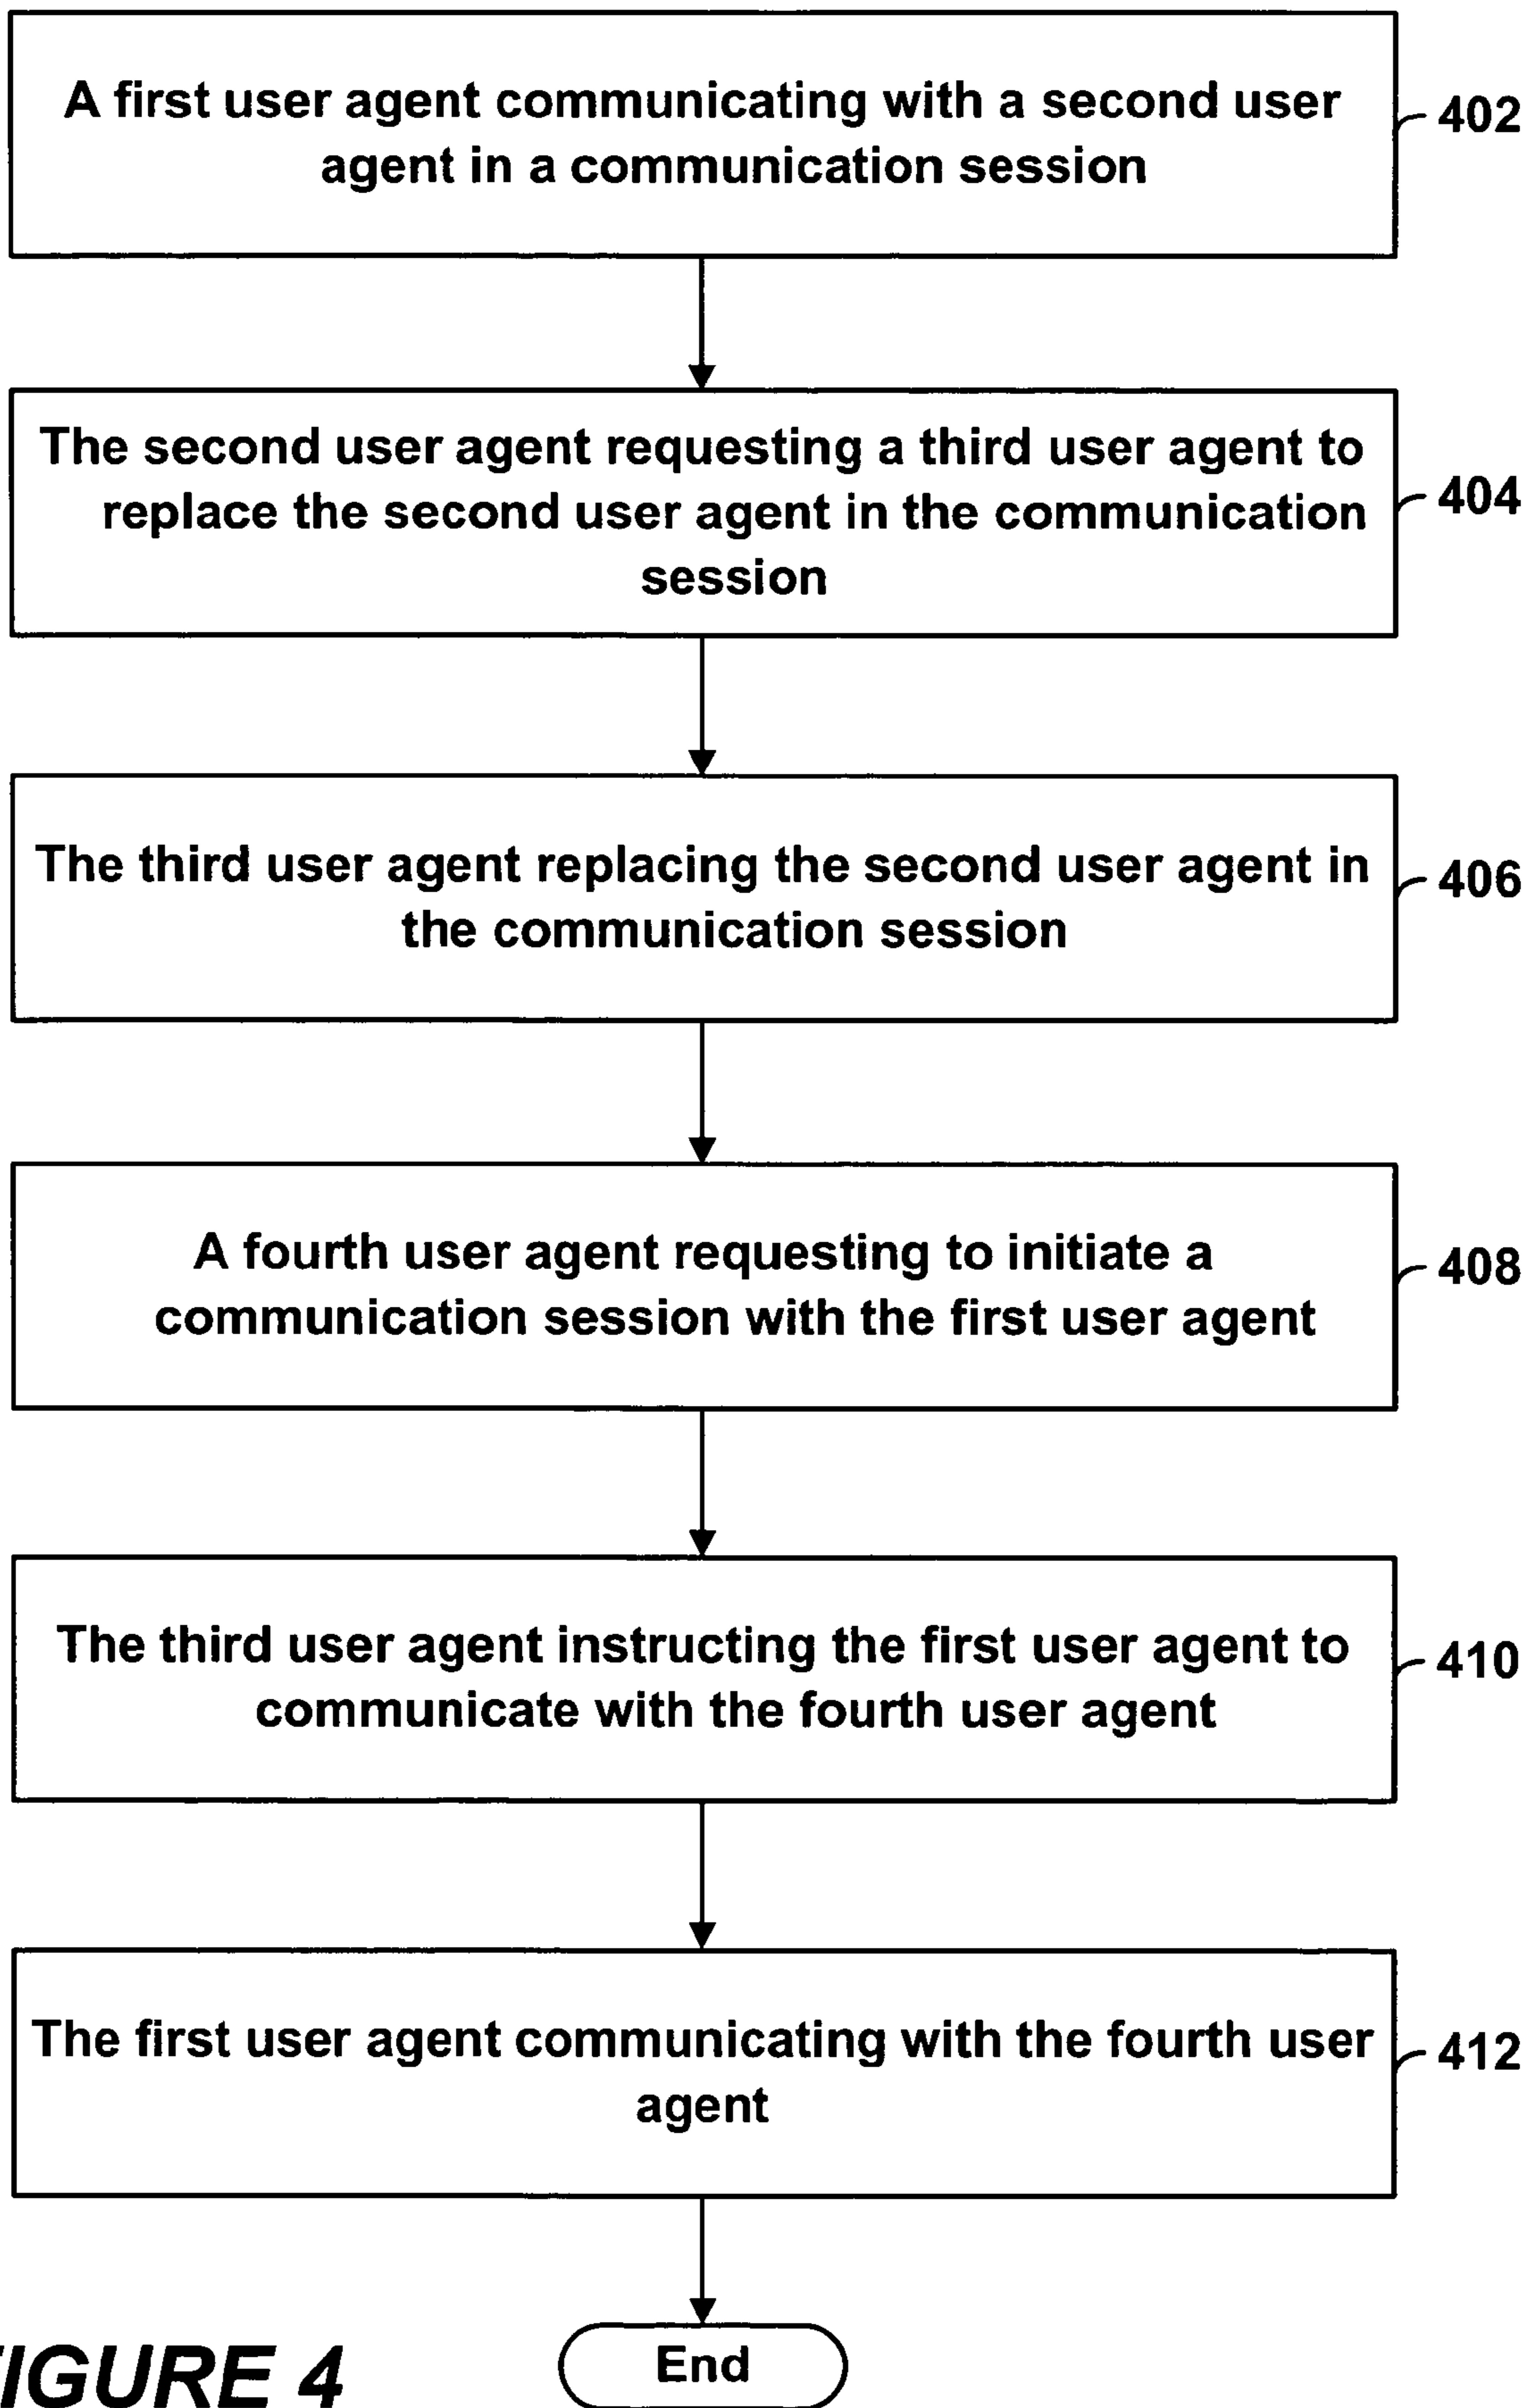 A first user agent communicating with a second user
agent in a communication session
402
The second user agent requesting a third user agent to
replace the second user agent in the communication
session
404
The third user agent replacing the second user agent in
the communication session
406
A fourth user agent requesting to initiate a
communication session with the first user agent
408
The third user agent instructing the first user agent to
communicate with the fourth user agent
410
The first user agent communicating with the fourth user
agent
412
End
FIGURE 4